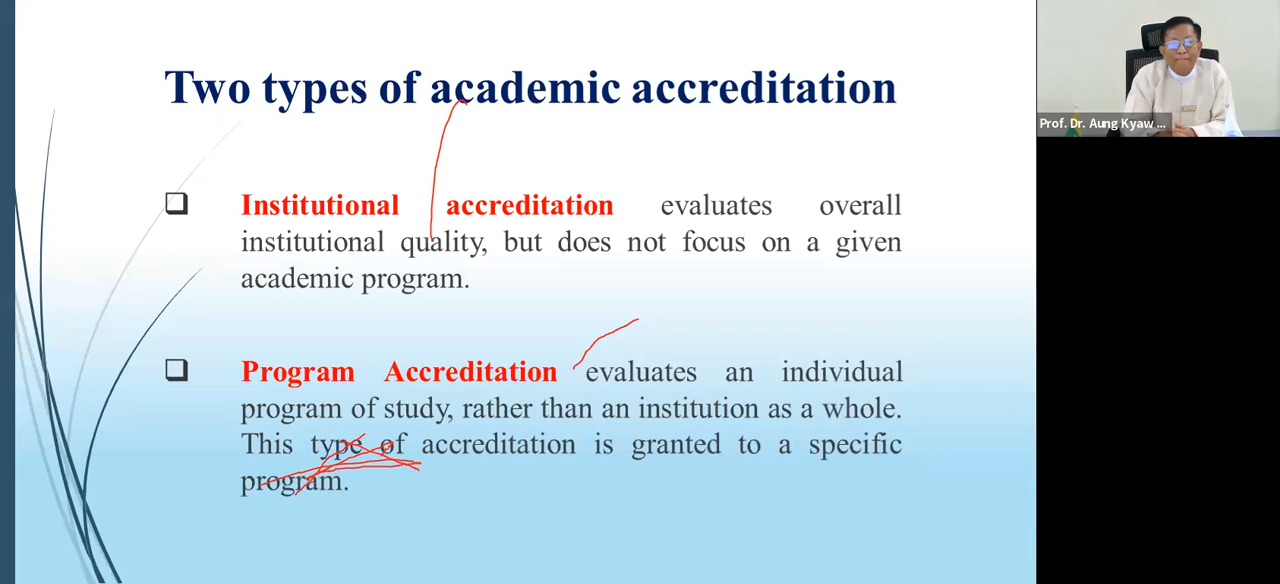 Two types of academic accreditation
Institutional accreditation evaluates overall
institutional quality, but does not focus on a given
academic program.
Program Accreditation evaluates an individual
program of study, rather than an institution as a whole.
This type of accreditation is granted to a specific
program.
Prof. Dr. Aung Kyaw ...